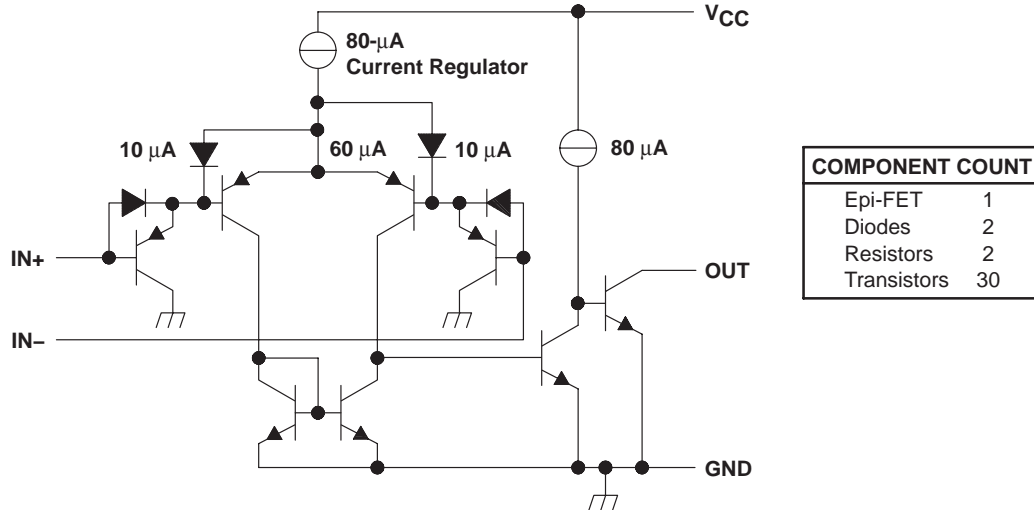 VCC
80-μA
Current Regulator
10 μA
60 μA
10 μA
80 μA
IN+
OUT
IN−
GND
COMPONENT COUNT
Epi-FET 1
Diodes 2
Resistors 2
Transistors 30